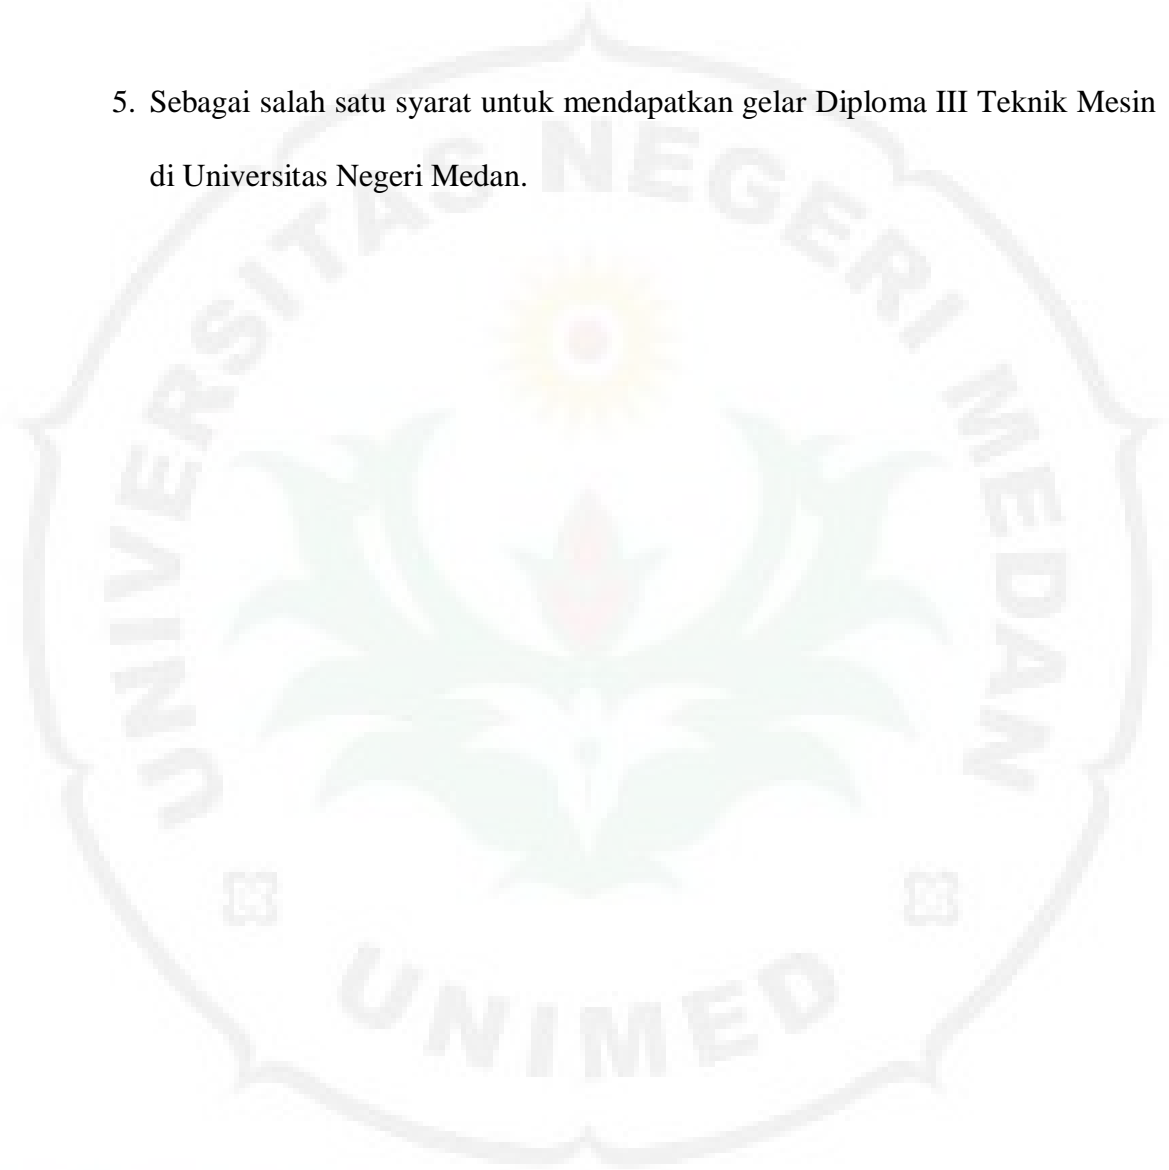 5. Sebagai salah satu syarat untuk mendapatkan gelar Diploma III Teknik Mesin
di Universitas Negeri Medan.
UNIVERSITAS NEGERI MEDAN
UNIMED